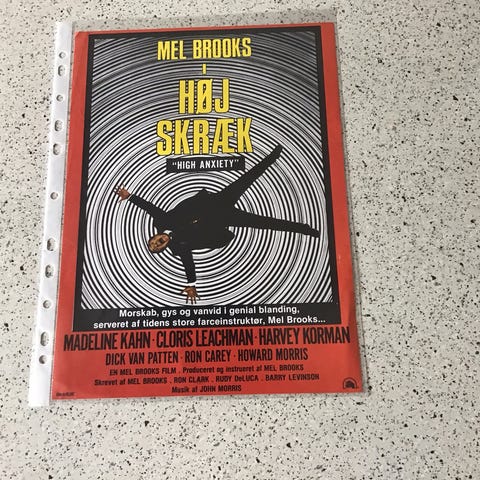 MEL BROOKS
i
HØJ
SKRÆK
"HIGH ANXIETY"
Morskab, gys og vanvid i genial blanding,
serveret af tidens store farceinstruktør, Mel Brooks...
MADELINE KAHN · CLORIS LEACHMAN · HARVEY KORMAN
DICK VAN PATTEN · RON CAREY · HOWARD MORRIS
EN MEL BROOKS FILM . Produceret og instrueret af MEL BROOKS
Skrevet af MEL BROOKS . RON CLARK . RUDY DeLUCA . BARRY LEVINSON
Musik af JOHN MORRIS